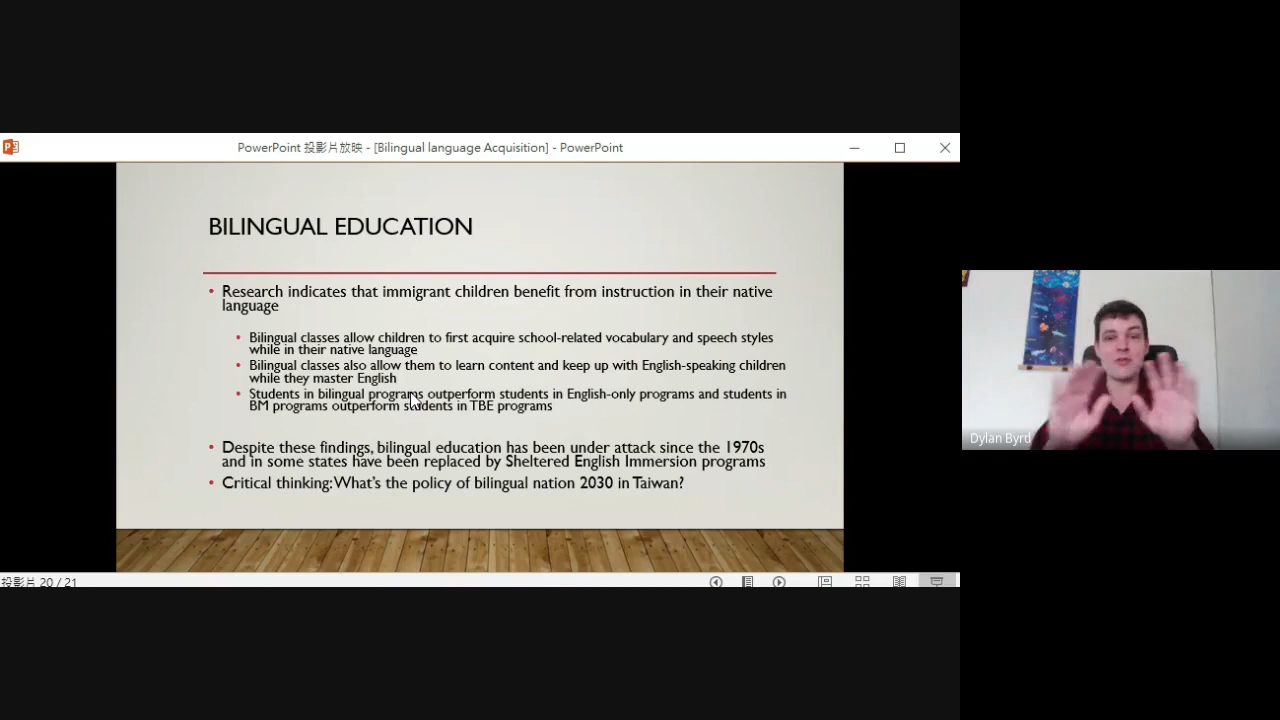 PowerPoint 投影片放映 - [Bilingual language Acquisition] - PowerPoint
BILINGUAL EDUCATION
• Research indicates that immigrant children benefit from instruction in their native
language
• Bilingual classes allow children to first acquire school-related vocabulary and speech styles
while in their native language
• Bilingual classes also allow them to learn content and keep up with English-speaking children
while they master English
• Students in bilingual programs outperform students in English-only programs and students in
BM programs outperform students in TBE programs
• Despite these findings, bilingual education has been under attack since the 1970s
and in some states have been replaced by Sheltered English Immersion programs
• Critical thinking: What's the policy of bilingual nation 2030 in Taiwan?
投影片 20 / 21
Dylan Byrd